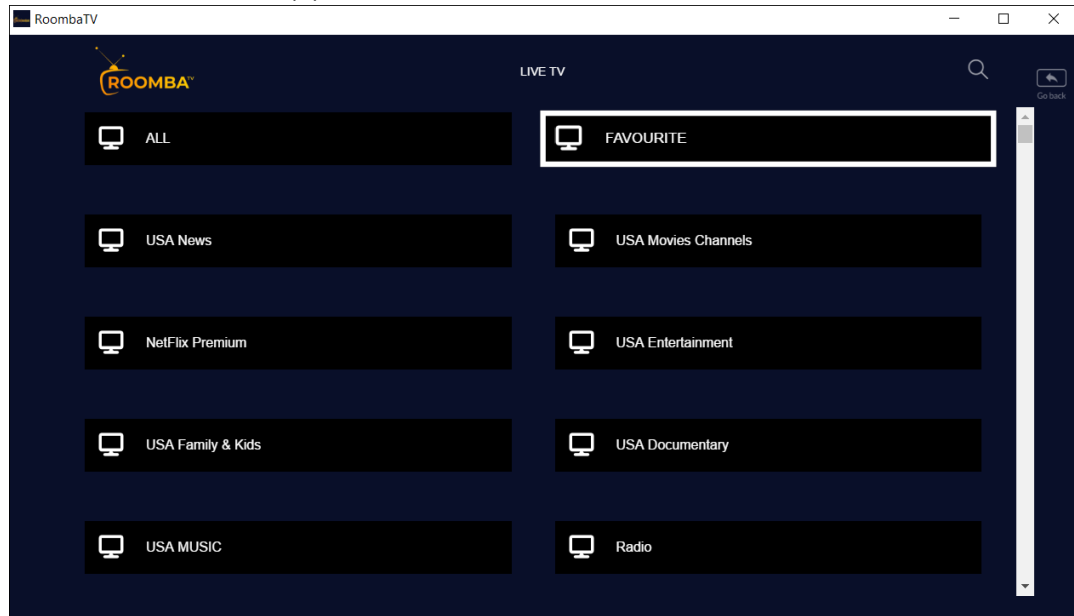 RoombaTV
ROOMBA
LIVE TV
Go back
ALL
FAVOURITE
USA News
USA Movies Channels
NetFlix Premium
USA Entertainment
USA Family & Kids
USA Documentary
USA MUSIC
Radio